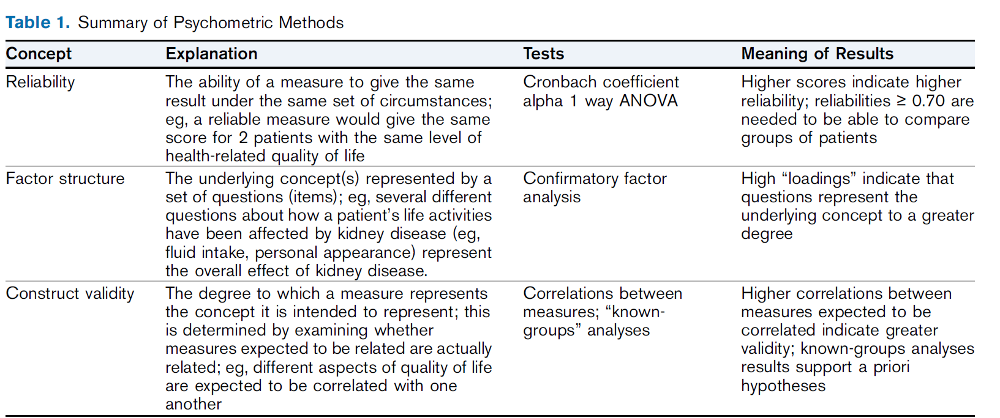 Table 1. Summary of Psychometric Methods
Concept Explanation Tests Meaning of Results
Reliability
The ability of a measure to give the same
result under the same set of circumstances;
eg, a reliable measure would give the same
score for 2 patients with the same level of
health-related quality of life
Cronbach coefficient
alpha 1 way ANOVA
Higher scores indicate higher
reliability; reliabilities ≥ 0.70 are
needed to be able to compare
groups of patients
Factor structure
The underlying concept(s) represented by a
set of questions (items); eg, several different
questions about how a patient’s life activities
have been affected by kidney disease (eg,
fluid intake, personal appearance) represent
the overall effect of kidney disease.
Confirmatory factor
analysis
High “loadings” indicate that
questions represent the
underlying concept to a greater
degree
Construct validity
The degree to which a measure represents
the concept it is intended to represent; this
is determined by examining whether
measures expected to be related are actually
related; eg, different aspects of quality of life
are expected to be correlated with one
another
Correlations between
measures; “known-
groups” analyses
Higher correlations between
measures expected to be
correlated indicate greater
validity; known-groups analyses
results support a priori
hypotheses